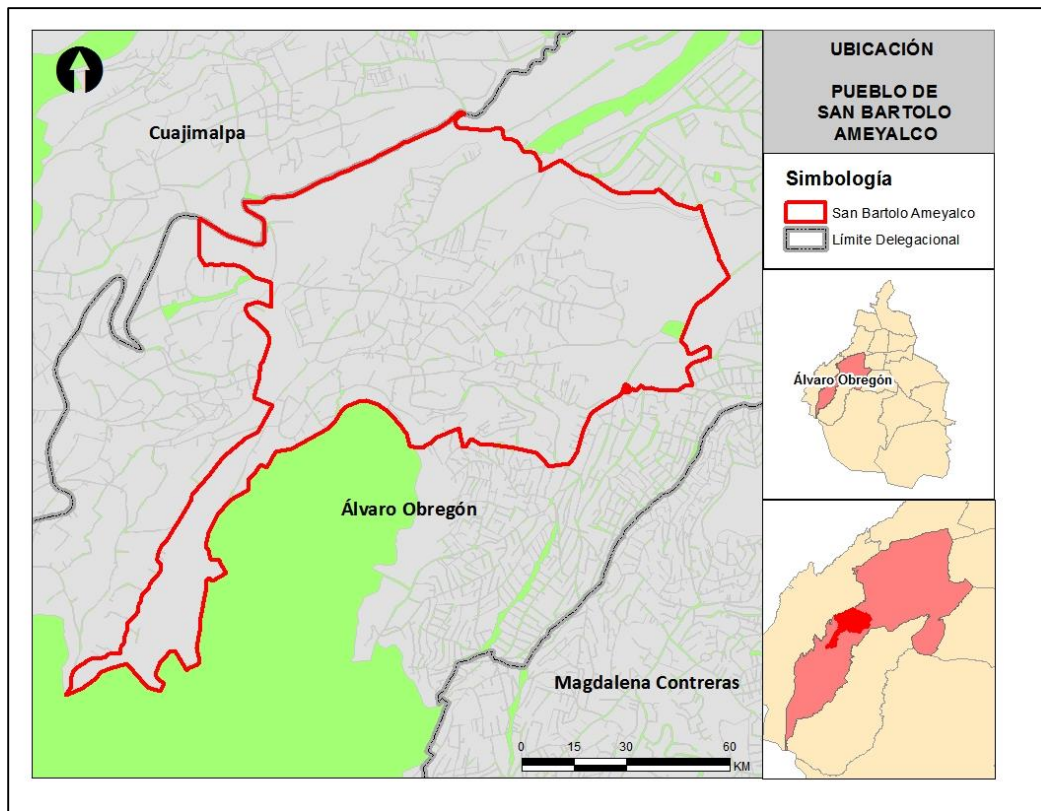 UBICACIÓN
PUEBLO DE
SAN BARTOLO
AMEYALCO
Simbología
San Bartolo Ameyalco
Límite Delegacional
Cuajimalpa
Álvaro Obregón
Magdalena Contreras
0 15 30 60
KM
Álvaro Obregón